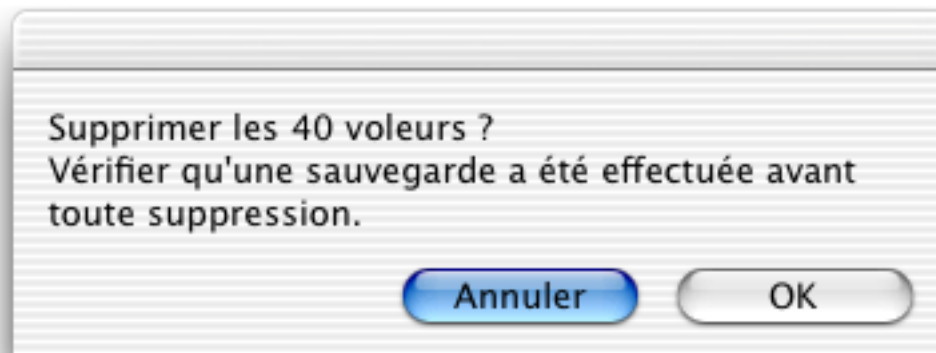 Supprimer les 40 voleurs ?
Vérifier qu'une sauvegarde a été effectuée avant
toute suppression.
Annuler OK